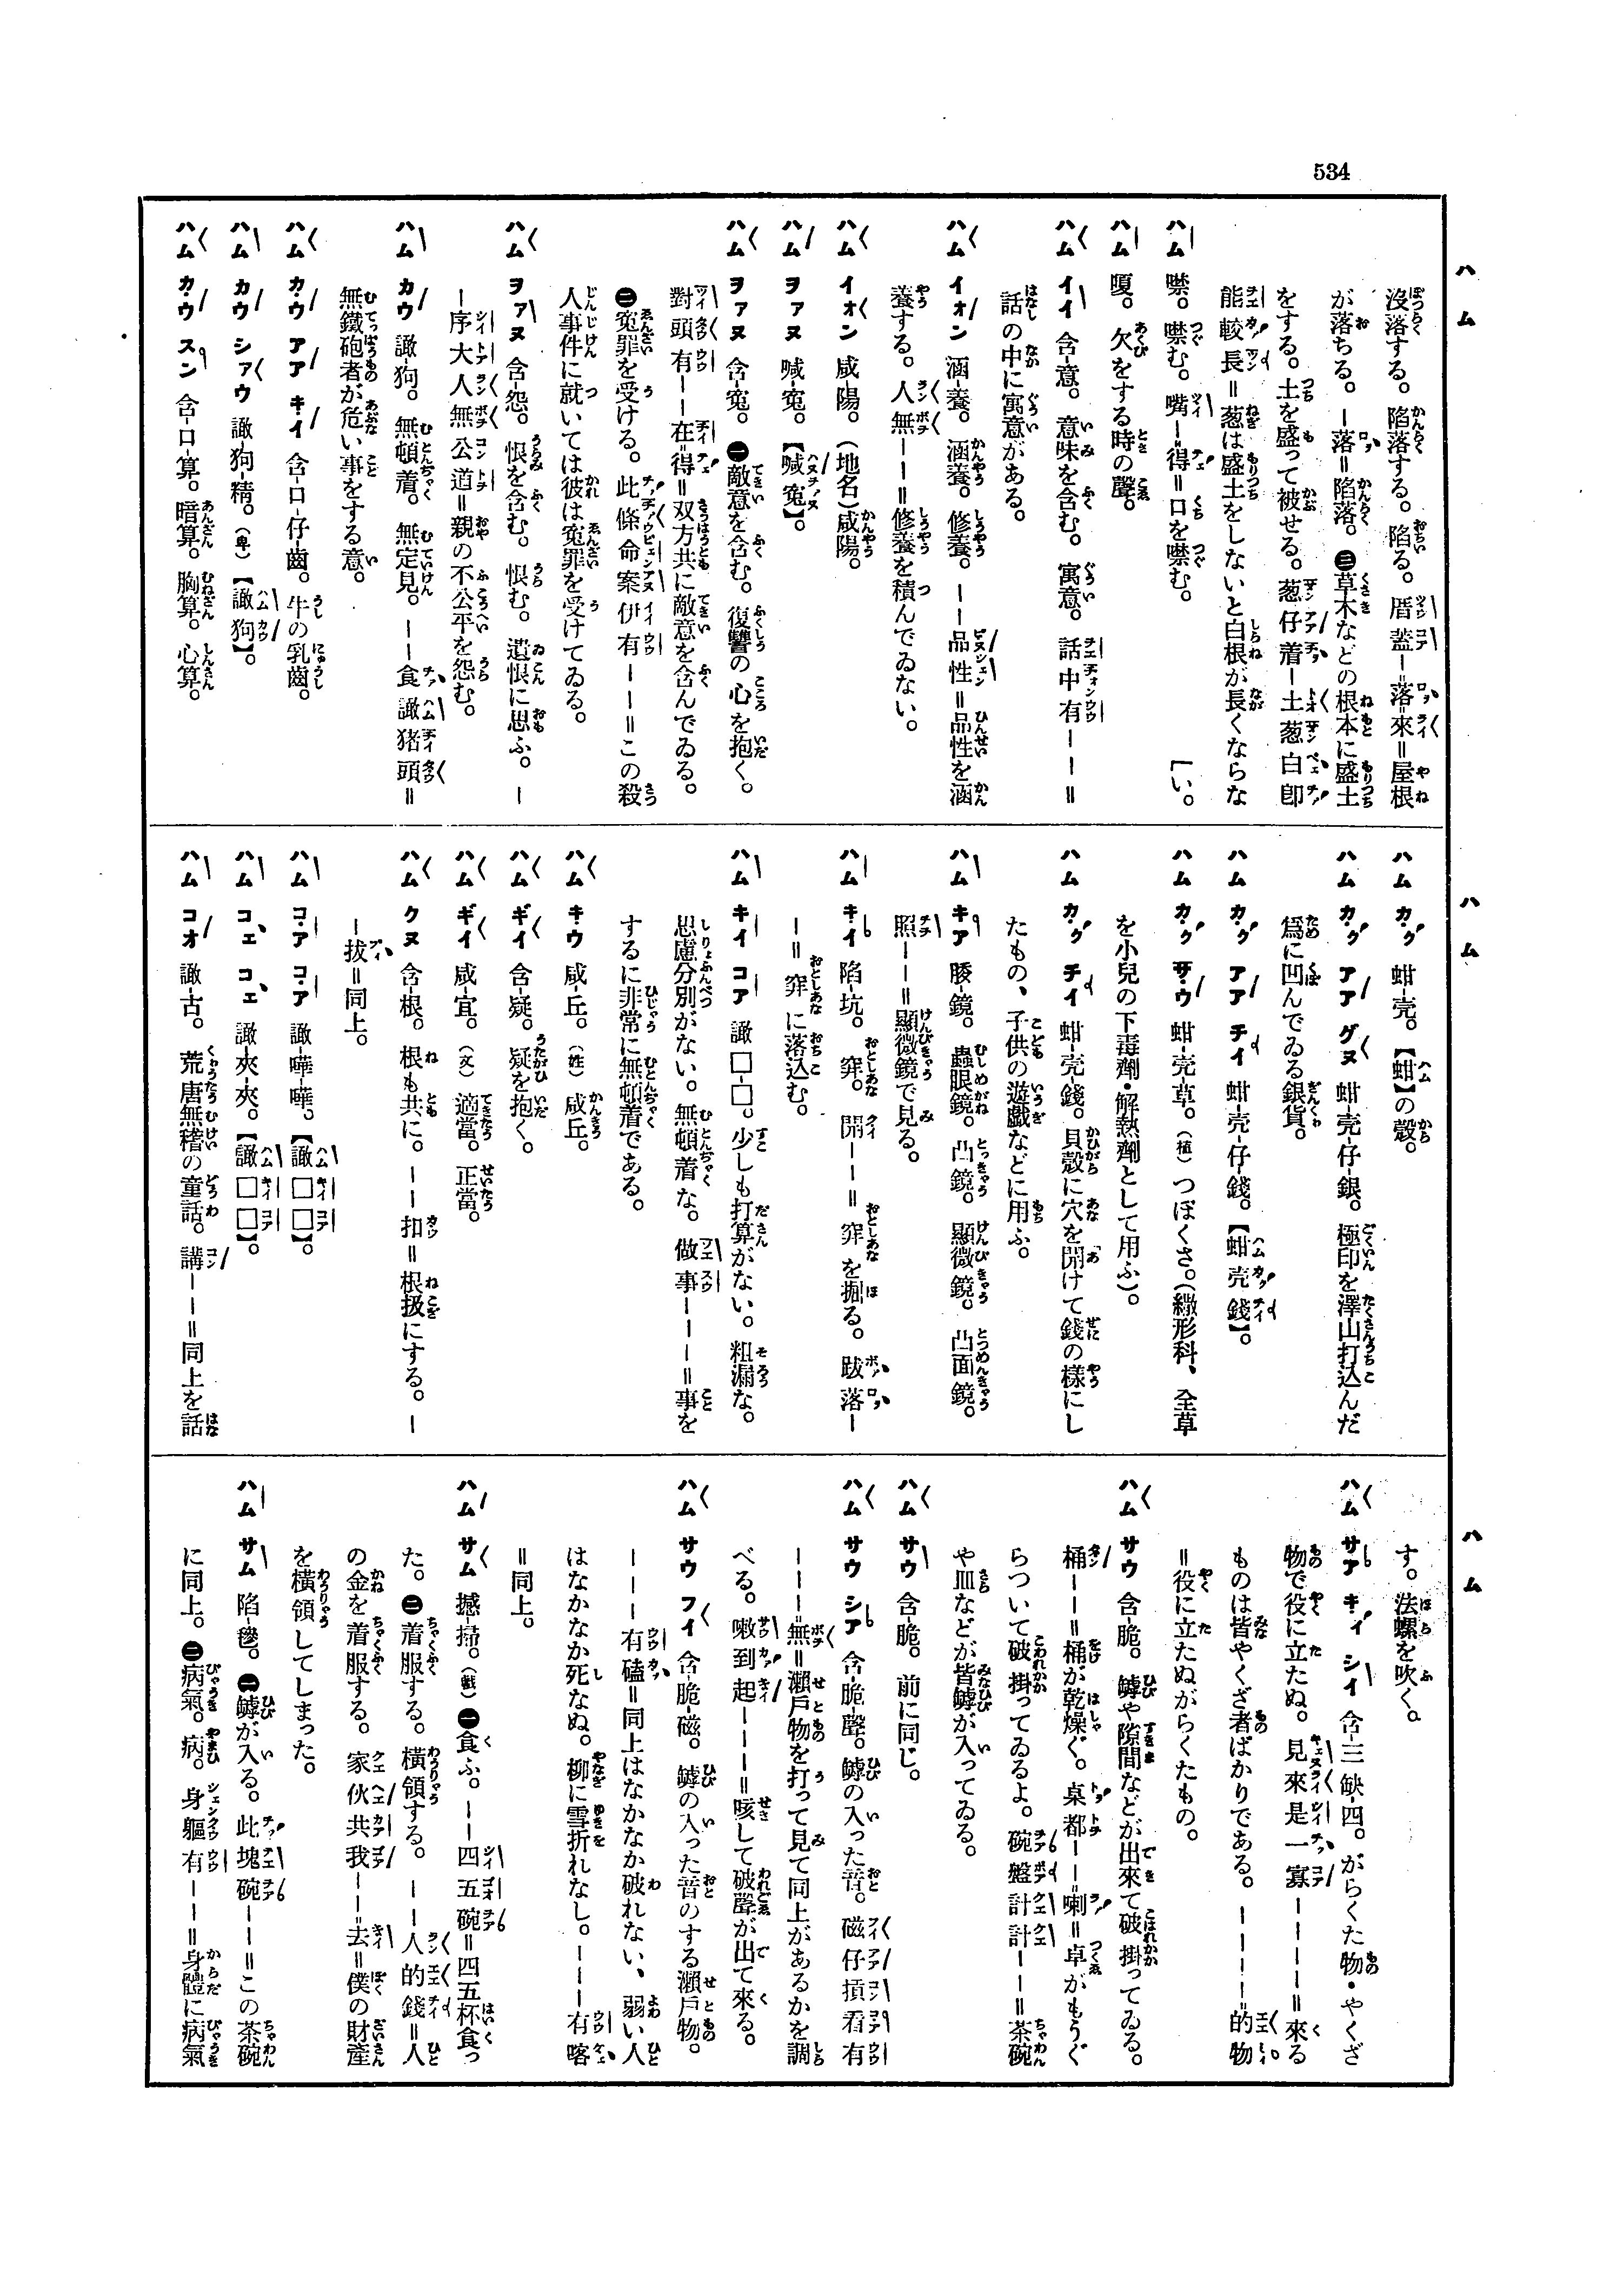 534
ハム
ハム
ハム
沒落する。陷落する。陷る。厝蓋－落來＝屋根
が落ちる。－落＝陷落。㊂草木などの根本に盛土
をする。土を盛って被せる。葱仔着－土葱白卽
能較長＝葱は盛土をしないと白根が長くならな
ハム 噤。噤む。嘴－得＝口を噤む。 「い。
ハム 嗄。欠をする時の聲。
ハム イイ 含-意。意味を含む。寓意。話中有－－＝
話の中に寓意がある。
ハム イォン 涵-養。涵養。修養。－－品性＝品性を涵
養する。人無－－＝修養を積んでゐない。
ハム イォン 咸-陽。（地名）咸陽。
ハム ヲァヌ 喊-寃。【喊寃】。
ハム ヲァヌ 含-寃。㊀敵意を含む。復讐の心を抱く。
對頭有－－在得＝双方共に敵意を含んでゐる。
㊁寃罪を受ける。此條命案伊有－－＝この殺
人事件に就いては彼は寃罪を受けてゐる。
ハム ヲァヌ 含-怨。恨を含む。恨む。遺恨に思ふ。－
－序大人無公道＝親の不公平を怨む。
ハム カウ 譀-狗。無頓着。無定見。－－食譀猪頭＝
無鐵砲者が危い事をする意。
ハム カウ アア キイ 含-口-仔-齒。牛の乳齒。
ハム カウ シァウ 譀-狗-精。（卑）【譀狗】。
ハム カウ スン 含-口-算。暗算。胸算。心算。
ハム カク 蚶-壳。【蚶】の殼。
ハム カク アア グヌ 蚶-壳-仔-銀。極印を澤山打込んだ
爲に凹んでゐる銀貨。
ハム カク アア チイ 蚶-壳-仔-錢。【蚶壳錢】。
ハム カク サウ 蚶-壳-草。（植）つぼくさ。（繖形科、全草
を小兒の下毒劑・解熱劑として用ふ）。
ハム カク チイ 蚶-壳-錢。貝殼に穴を開けて錢の樣にし
たもの、子供の遊戯などに用ふ。
ハム キア -鏡。蟲眼鏡。凸鏡。顯微鏡。凸面鏡。
照－－＝顯微鏡で見る。
ハム キイ 陷-坑。穽。開－－＝穽を掘る。跋落－
－＝穽に落込む。
ハム キイ コア 譀-□-□。少しも打算がない。粗漏な。
思慮分別がない。無頓着な。做事－－－＝事を
するに非常に無頓着である。
ハム キウ 咸-丘。（姓）咸丘。
ハム ギイ 含-疑。疑を抱く。
ハム ギイ 咸-宜。（文）適當。正當。
ハム クヌ 含-根。根も共に。－－扣＝根扱にする。－
－拔＝同上。
ハム コア コア 譀-嘩-嘩。【譀□□】。
ハム コェ コェ 譀-夾-夾。【譀□□】。
ハム コオ 譀-古。荒唐無稽の童話。講－－＝同上を話
す。法螺を吹く。
ハム サア キイ シイ 含-三缺-四。がらくた物・やくざ
物で役に立たぬ。見來是一寡－－－－＝來る
ものは皆やくざ者ばかりである。－－－－的物
＝役に立たぬがらくたもの。
ハム サウ 含-脆。罅や隙間などが出來て破掛ってゐる。
桶－－＝桶が乾燥ぐ。桌都－－喇＝卓がもうぐ
らついて破掛ってゐるよ。碗盤計計－－＝茶碗
や皿などが皆罅が入ってゐる。
ハム サウ 含-脆。前に同じ。
ハム サウ シア 含-脆-聲。罅の入った音。磁仔摃看有
－－－無＝瀨戶物を打って見て同上があるかを調
べる。嗽到起－－－＝咳して破聲が出て來る。
ハム サウ フイ 含-脆-磁。罅の入った音のする瀨戶物。
－－－有磕＝同上はなかなか破れない、弱い人
はなかなか死なぬ。柳に雪折れなし。－－－有喀
＝同上。
ハム サム 撼-掃。（戲）㊀食ふ。－－四五碗＝四五杯食っ
た。㊁着服する。橫領する。－－人的錢＝人
の金を着服する。家伙共我－－去＝僕の財產
を橫領してしまった。
ハム サム 陷-毿。㊀罅が入る。此塊碗－－＝この茶碗
に同上。㊁病氣。病。身軀有－－＝身體に病氣